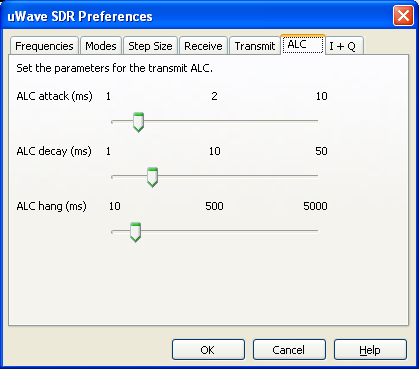 uWave SDR Preferences
Frequencies Modes Step Size Receive Transmit ALC I + Q
Set the parameters for the transmit ALC.
ALC attack (ms) 1 2 10
ALC decay (ms) 1 10 50
ALC hang (ms) 10 500 5000
OK Cancel Help